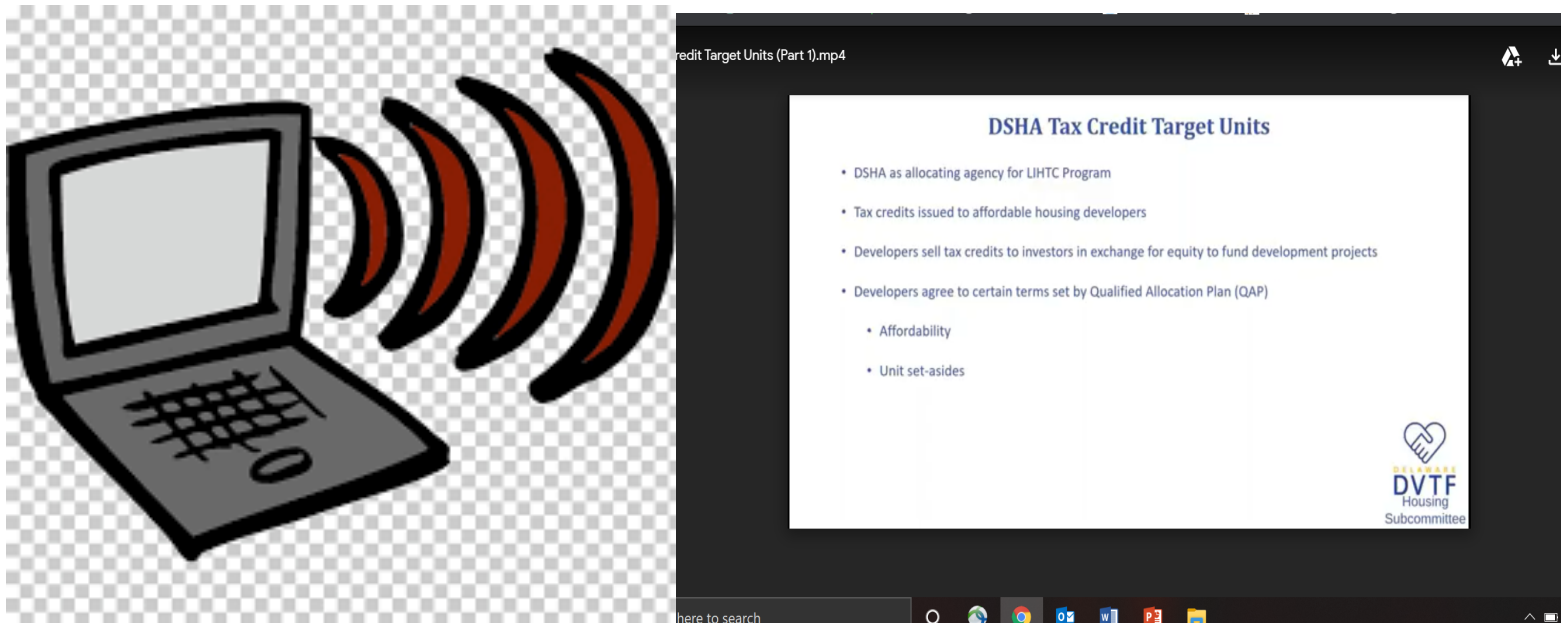 redit Target Units (Part 1).mp4
DSHA Tax Credit Target Units
• DSHA as allocating agency for LIHTC Program
• Tax credits issued to affordable housing developers
• Developers sell tax credits to investors in exchange for equity to fund development projects
• Developers agree to certain terms set by Qualified Allocation Plan (QAP)
• Affordability
• Unit set-asides
DELAWARE
DVTF
Housing
Subcommittee
here to search